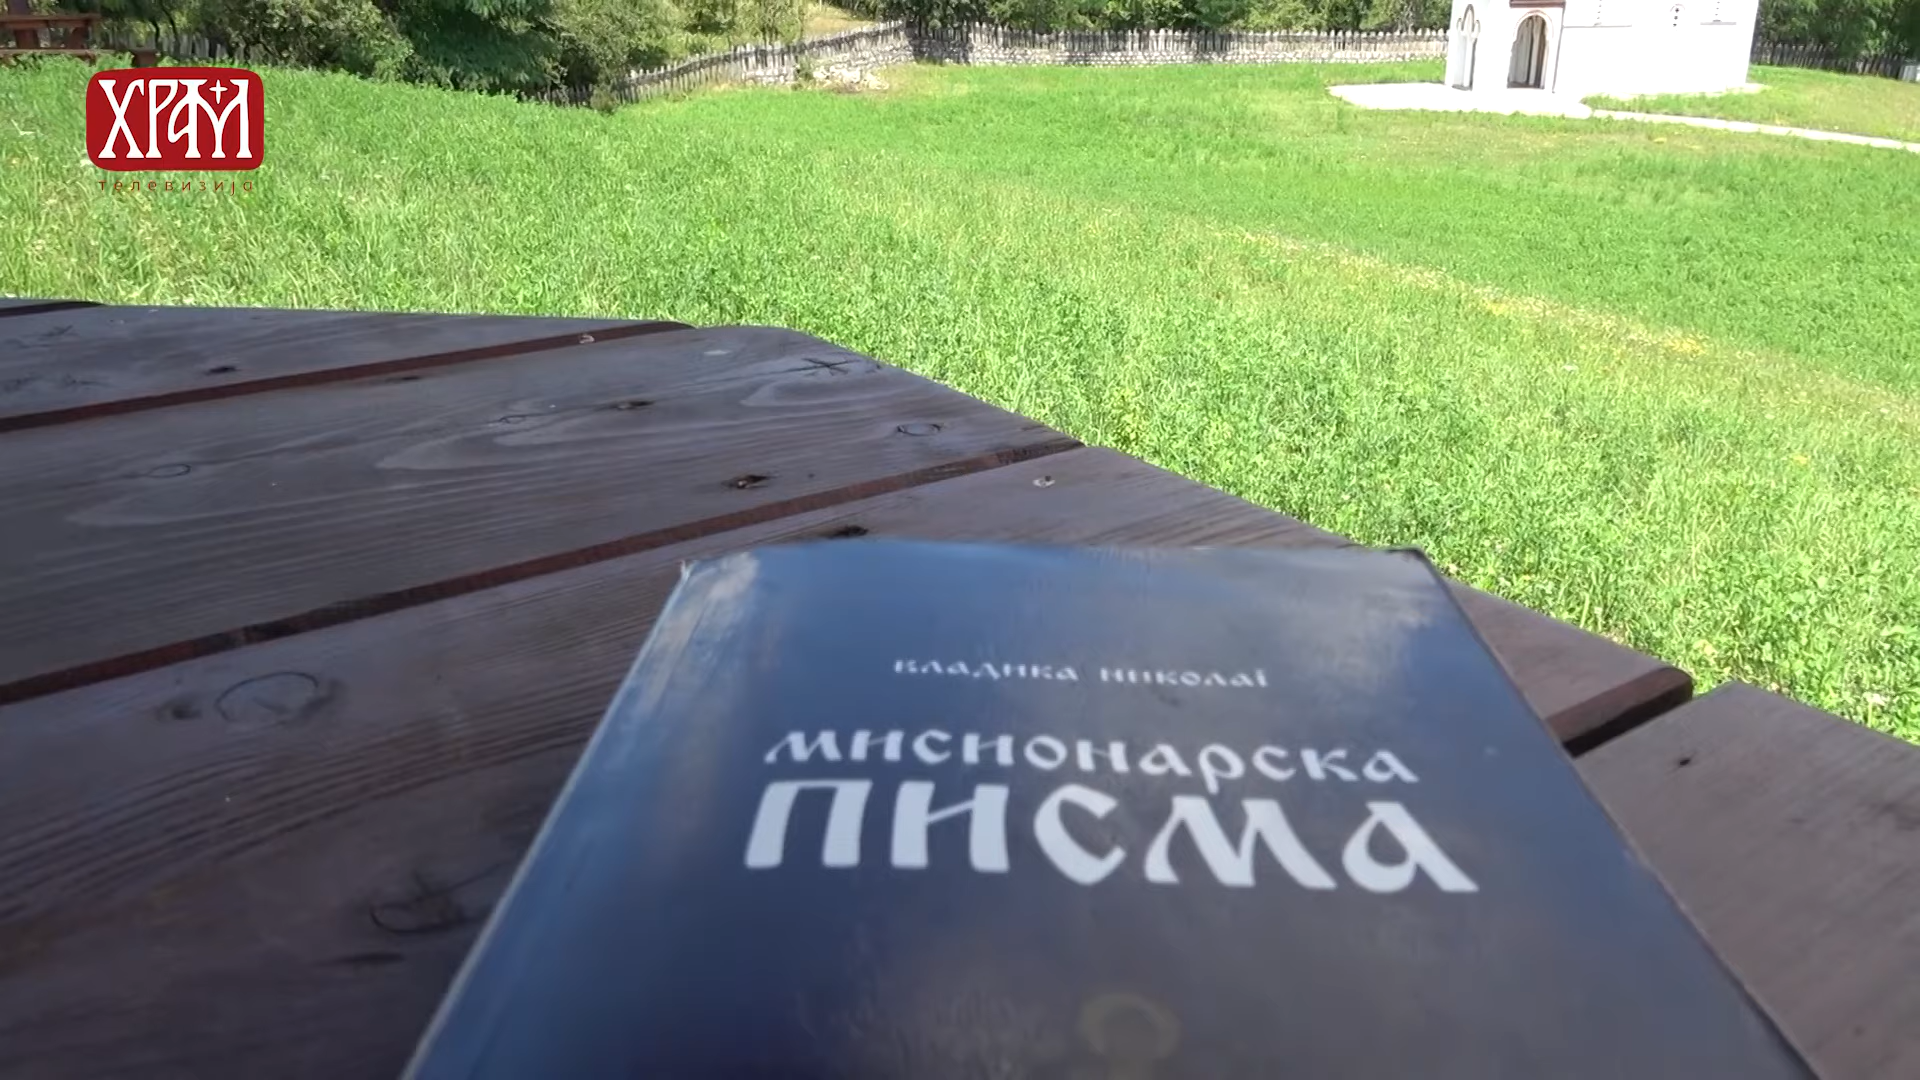 ХРАМ
телевизија
владика николај
мисионарска
писма